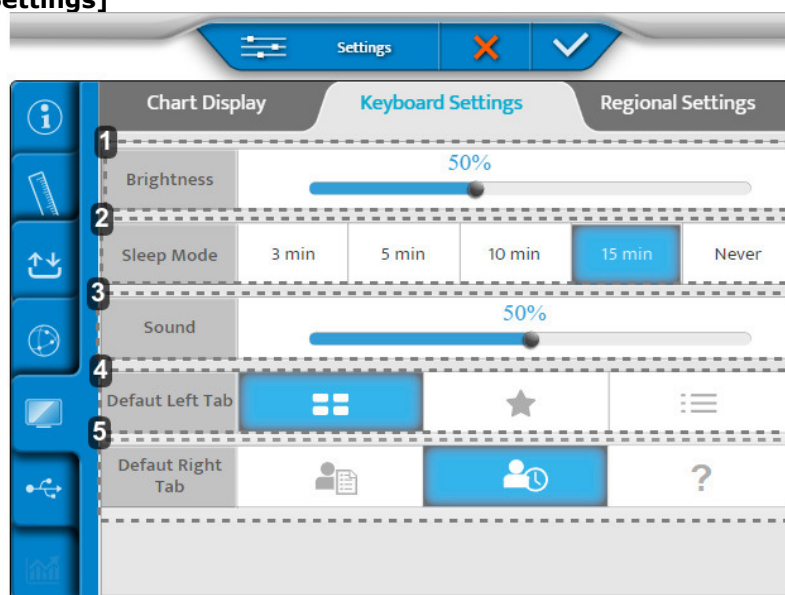 ettings]
Settings
Chart Display Keyboard Settings Regional Settings
1
50%
Brightness
2
Sleep Mode 3 min 5 min 10 min 15 min Never
3
50%
Sound
4
Defaut Left Tab
5
Defaut Right
Tab
?